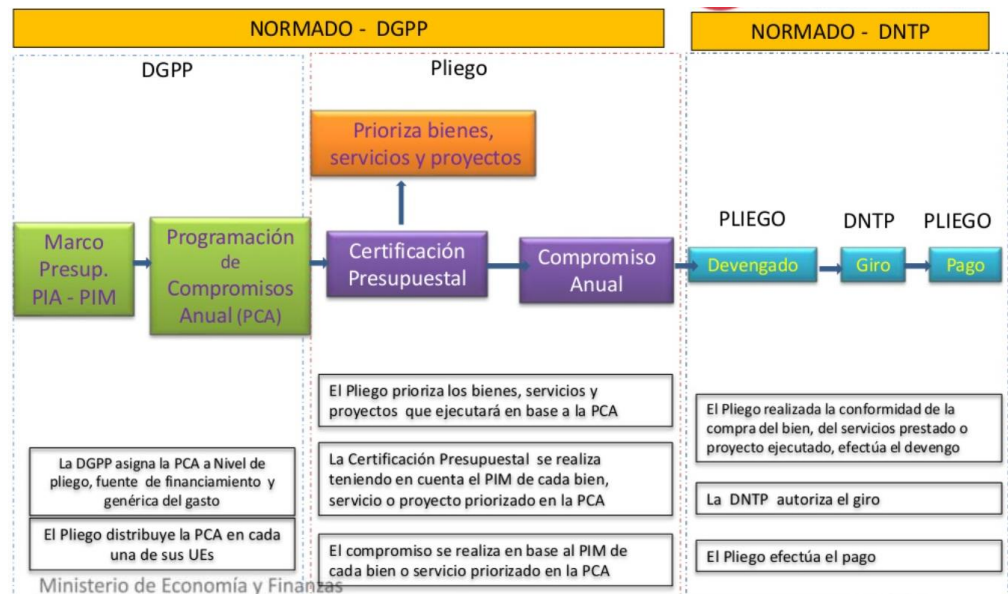 NORMADO - DGPP
NORMADO - DNTP
DGPP
Pliego
Prioriza bienes,
servicios y proyectos
PLIEGO
DNTP
PLIEGO
Marco
Presup.
PIA - PIM
Programación
de
Compromisos
Anual (PCA)
Certificación
Presupuestal
Compromiso
Anual
Devengado
Giro
Pago
La DGPP asigna la PCA a Nivel de
pliego, fuente de financiamiento y
genérica del gasto
El Pliego distribuye la PCA en cada
una de sus UEs
El Pliego prioriza los bienes, servicios y
proyectos que ejecutará en base a la PCA
La Certificación Presupuestal se realiza
teniendo en cuenta el PIM de cada bien,
servicio o proyecto priorizado en la PCA
El compromiso se realiza en base al PIM de
cada bien o servicio priorizado en la PCA
El Pliego realizada la conformidad de la
compra del bien, del servicios prestado o
proyecto ejecutado, efectúa el devengo
La DNTP autoriza el giro
El Pliego efectúa el pago
Ministerio de Economía y Finanzas